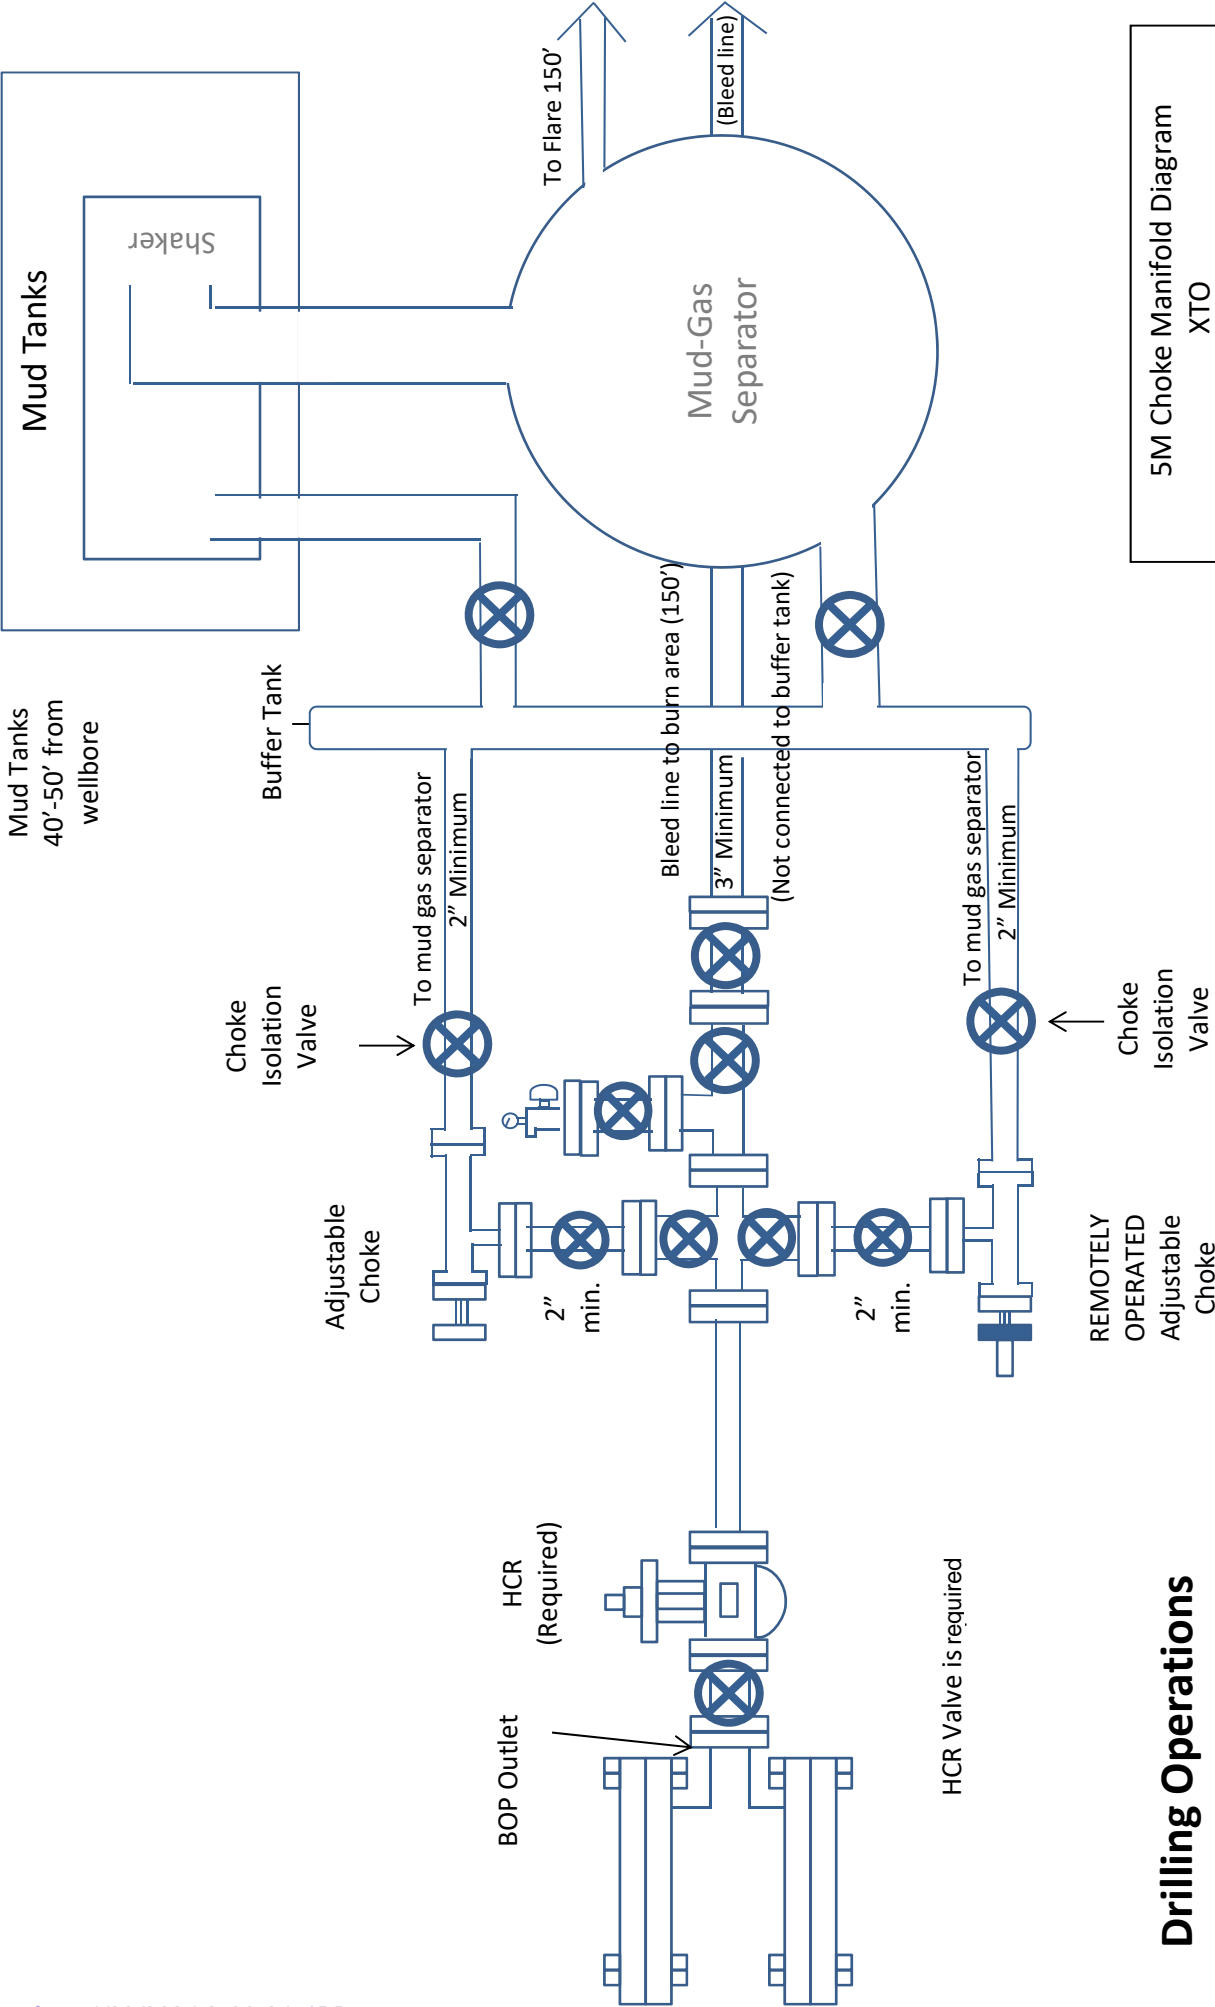 Mud Tanks
40’-50’ from
wellbore
Mud Tanks
Shaker
Buffer Tank
Choke
Isolation
Valve
Adjustable
Choke
To mud gas separator
2” Minimum
To Flare 150’
(Bleed line)
Mud-Gas
Separator
Bleed line to burn area (150’)
3” Minimum
(Not connected to buffer tank)
HCR
(Required)
BOP Outlet
2”
min.
2”
min.
To mud gas separator
2” Minimum
HCR Valve is required
REMOTELY
OPERATED
Adjustable
Choke
Choke
Isolation
Valve
Drilling Operations
5M Choke Manifold Diagram
XTO